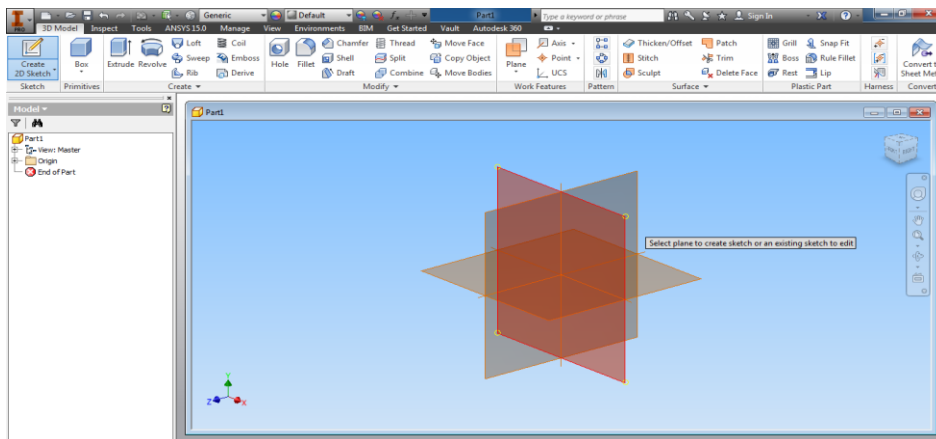 PRO Generic Default Part1 Type a keyword or phrase Sign In
3D Model Inspect Tools ANSYS 15.0 Manage View Environments BIM Get Started Vault Autodesk 360
Loft Coil Chamfer Thread Move Face Axis Thicken/Offset Patch Grill Snap Fit
Create 2D Sketch Box Extrude Revolve Sweep Emboss Hole Fillet Shell Split Copy Object Plane Point Stitch Trim Boss Rule Fillet Convert t Sheet Met
Rib Derive Draft Combine Move Bodies UCS Sculpt Delete Face Rest Lip
Sketch Primitives Create Modify Work Features Pattern Surface Plastic Part Harness Convert
Model
Part1
Part1
View: Master
Origin
End of Part
Select plane to create sketch or an existing sketch to edit
Y
Z X